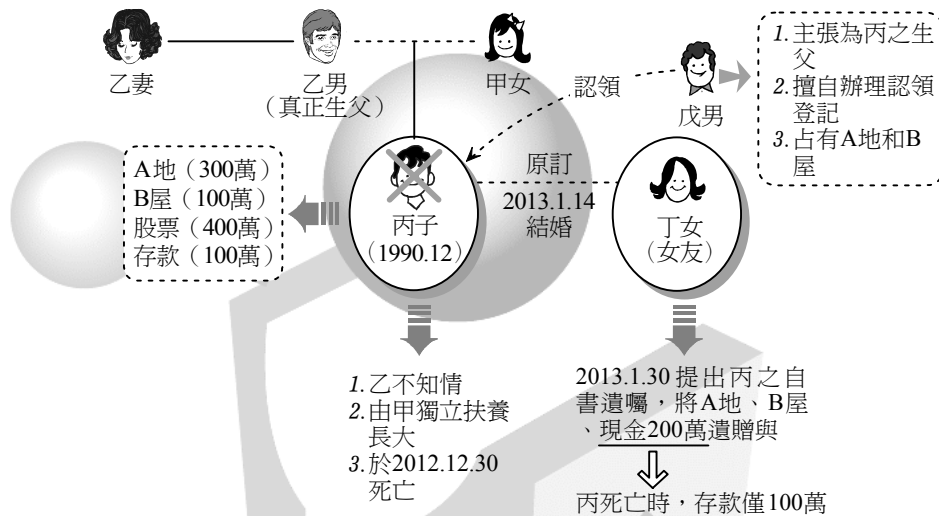 乙妻
乙男
（真正生父）
甲女
認領
戊男
1.主張為丙之生
父
2.擅自辦理認領
登記
3.占有A地和B
屋
A地（300萬）
B屋（100萬）
股票（400萬）
存款（100萬）
丙子
(1990.12)
原訂
2013.1.14
結婚
丁女
（女友）
1.乙不知情
2.由甲獨立扶養
長大
3.於2012.12.30
死亡
2013.1.30 提出丙之自
書遺囑，將A地、B屋
、現金200萬遺贈與
丙死亡時，存款僅100萬